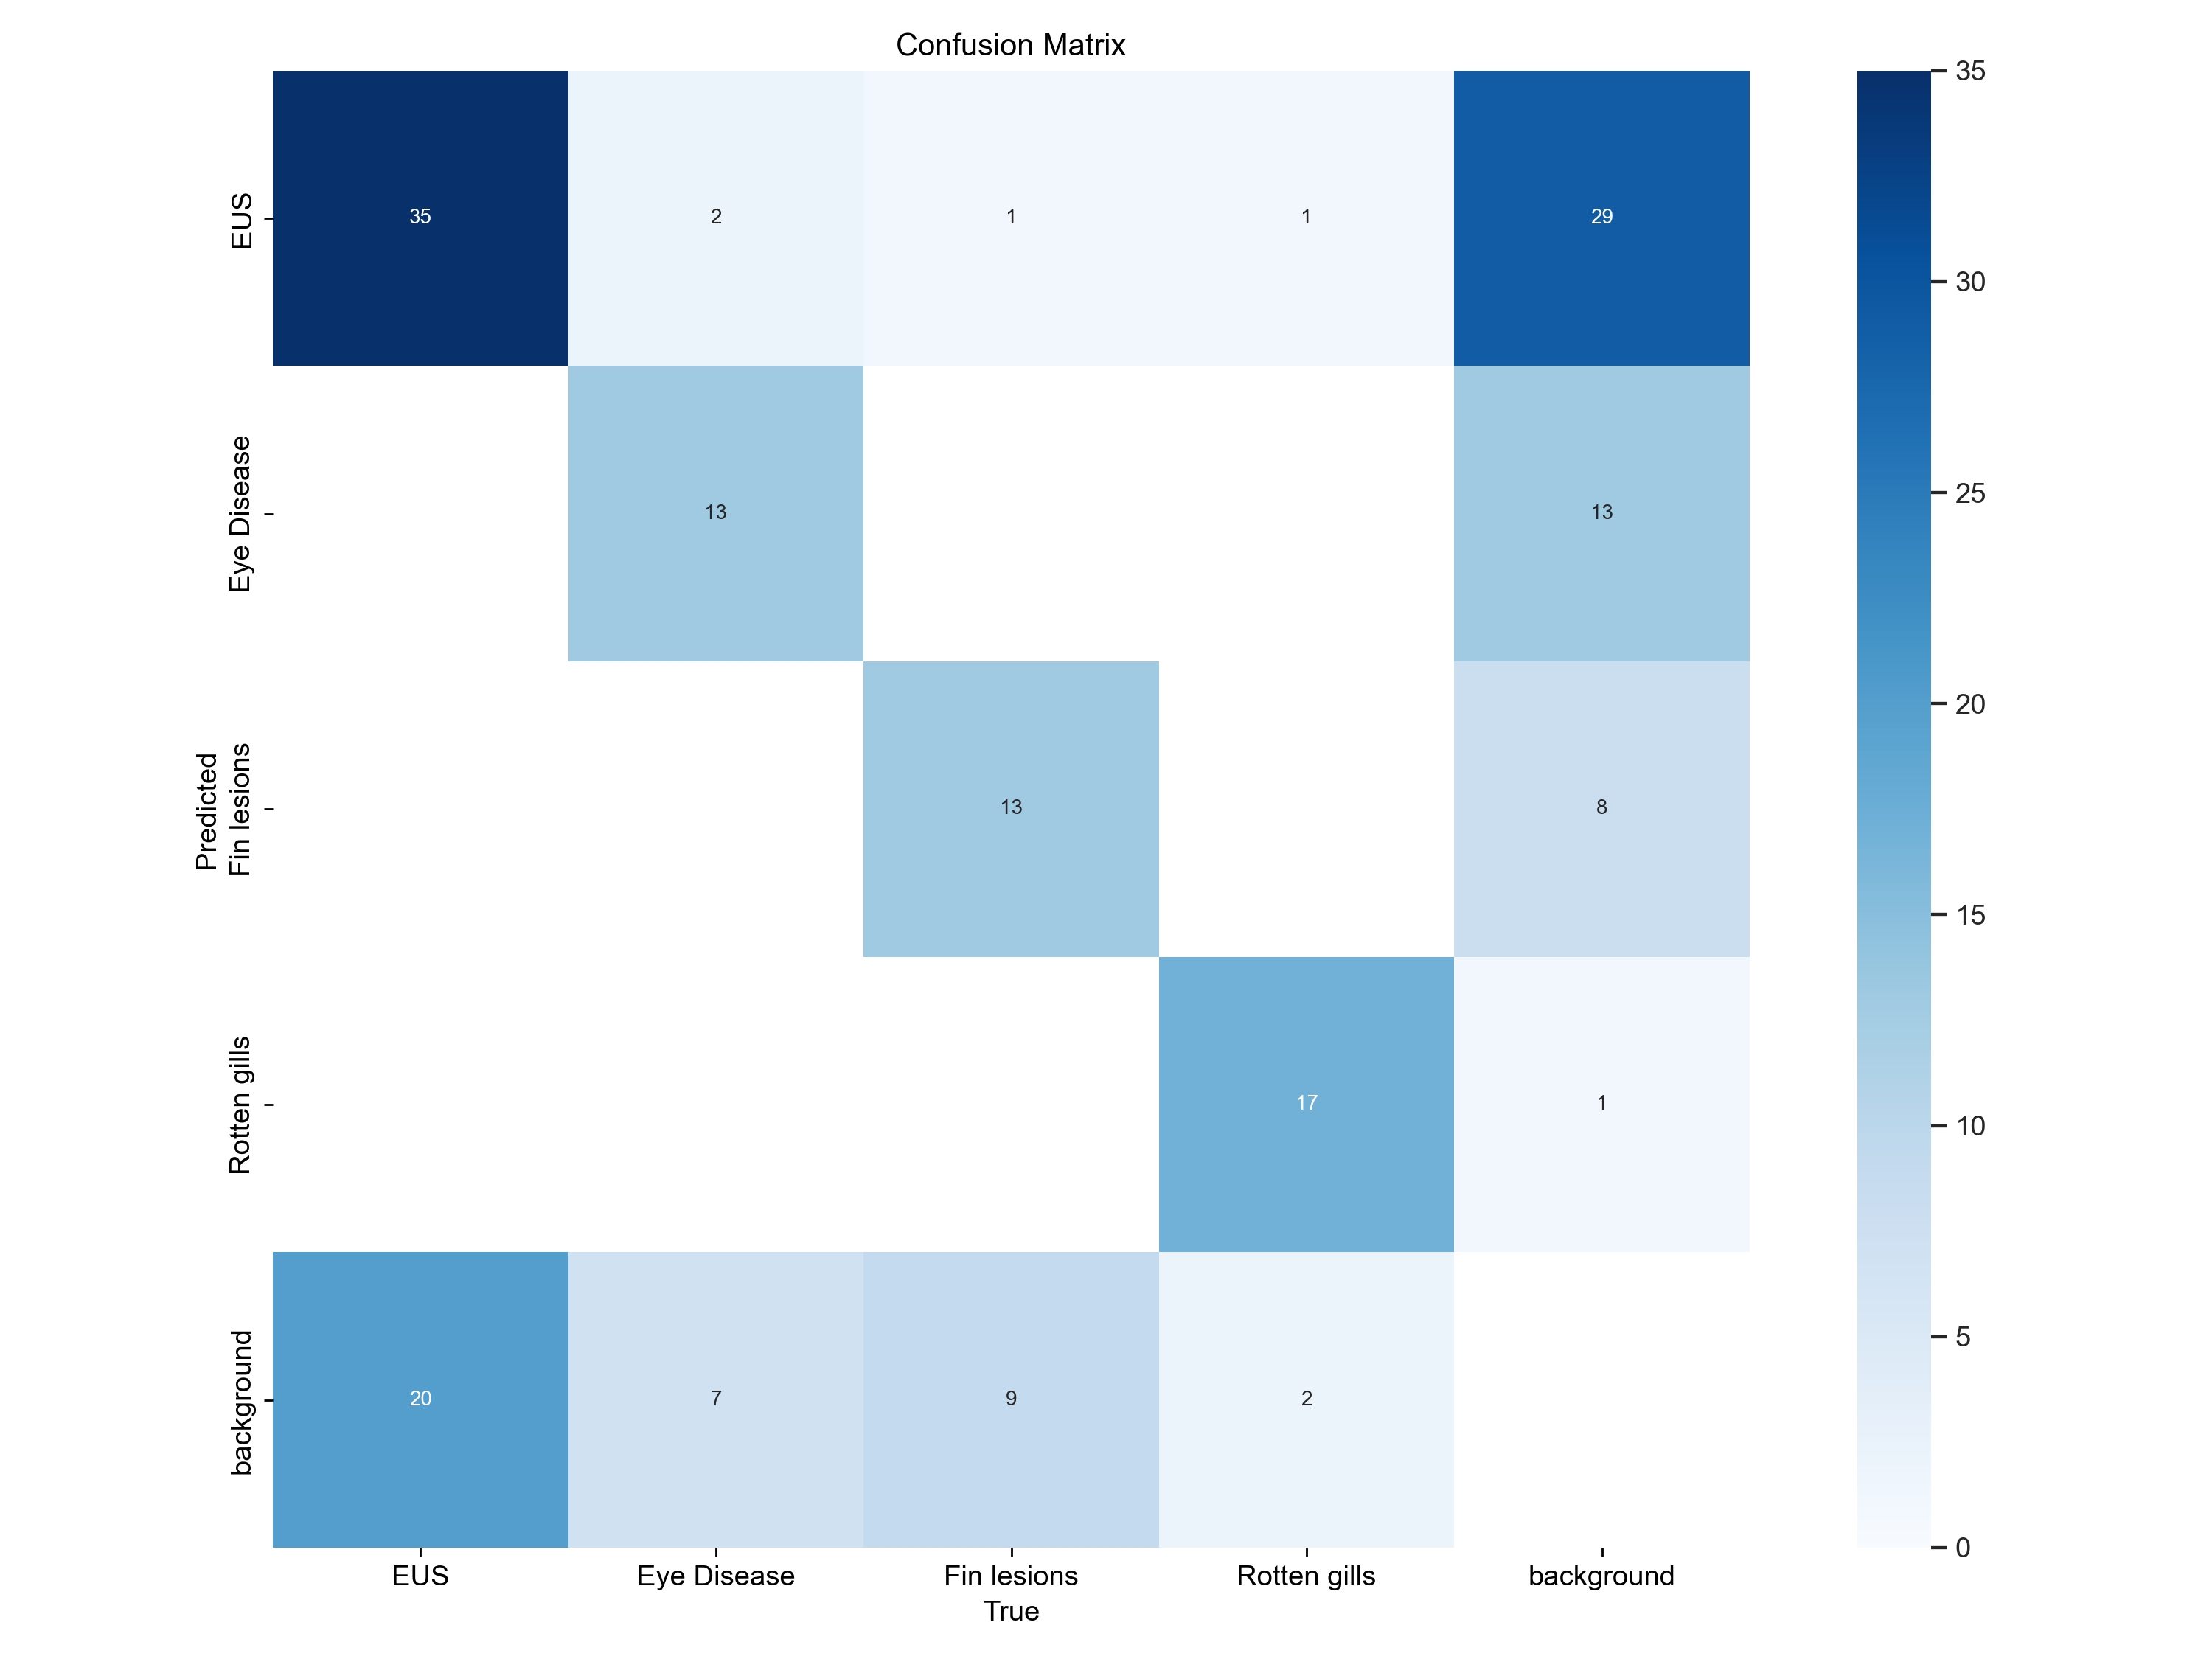 Confusion Matrix
EUS
35
2
1
1
29
Eye Disease
13
13
Predicted
Fin lesions
13
8
Rotten gills
17
1
background
20
7
9
2
EUS
Eye Disease
Fin lesions
Rotten gills
background
True
35
30
25
20
15
10
5
0